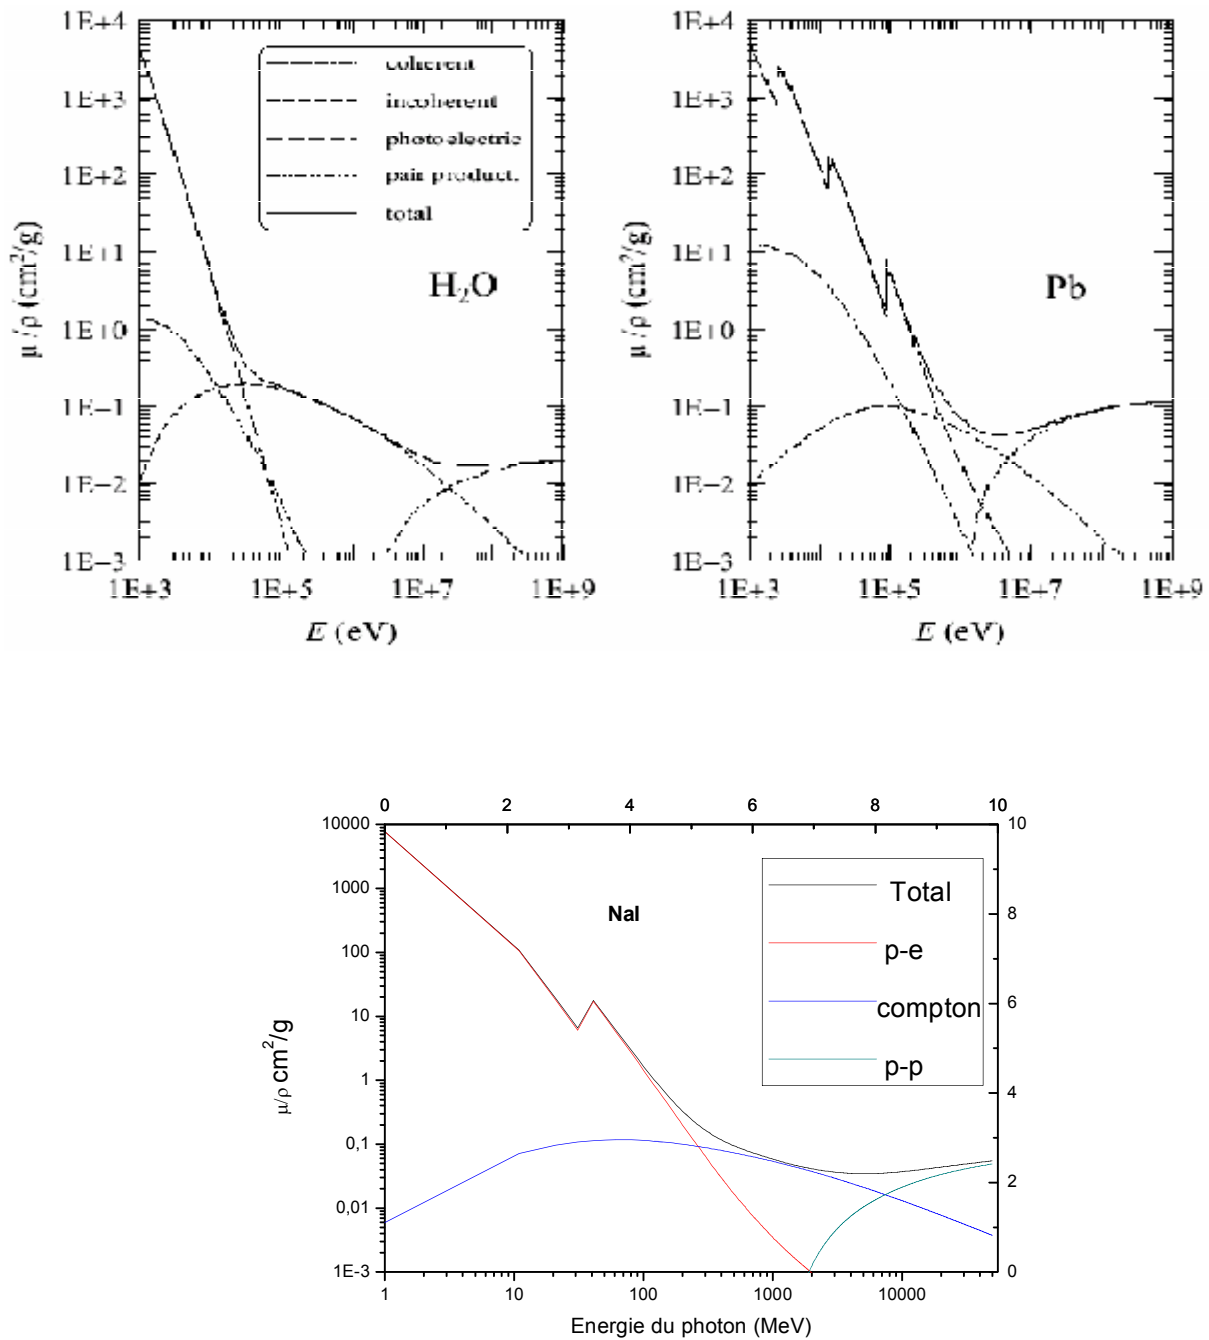 1E+4
1E+3
1E+2
1E+1
1E+0
1E−1
1E−2
1E−3
μ/ρ (cm²/g)
coherent
incoherent
photoelectric
pair product.
total
H₂O
1E+3 1E+5 1E+7 1E+9
E (eV)
1E+4
1E+3
1E+2
1E+1
1E+0
1E−1
1E−2
1E−3
μ/ρ (cm²/g)
Pb
1E+3 1E+5 1E+7 1E+9
E (eV)
0 2 4 6 8 10
10000
1000
100
10
1
0,1
0,01
1E-3
μ/ρ cm²/g
NaI
Total
p-e
compton
p-p
10
8
6
4
2
0
1 10 100 1000 10000
Energie du photon (MeV)